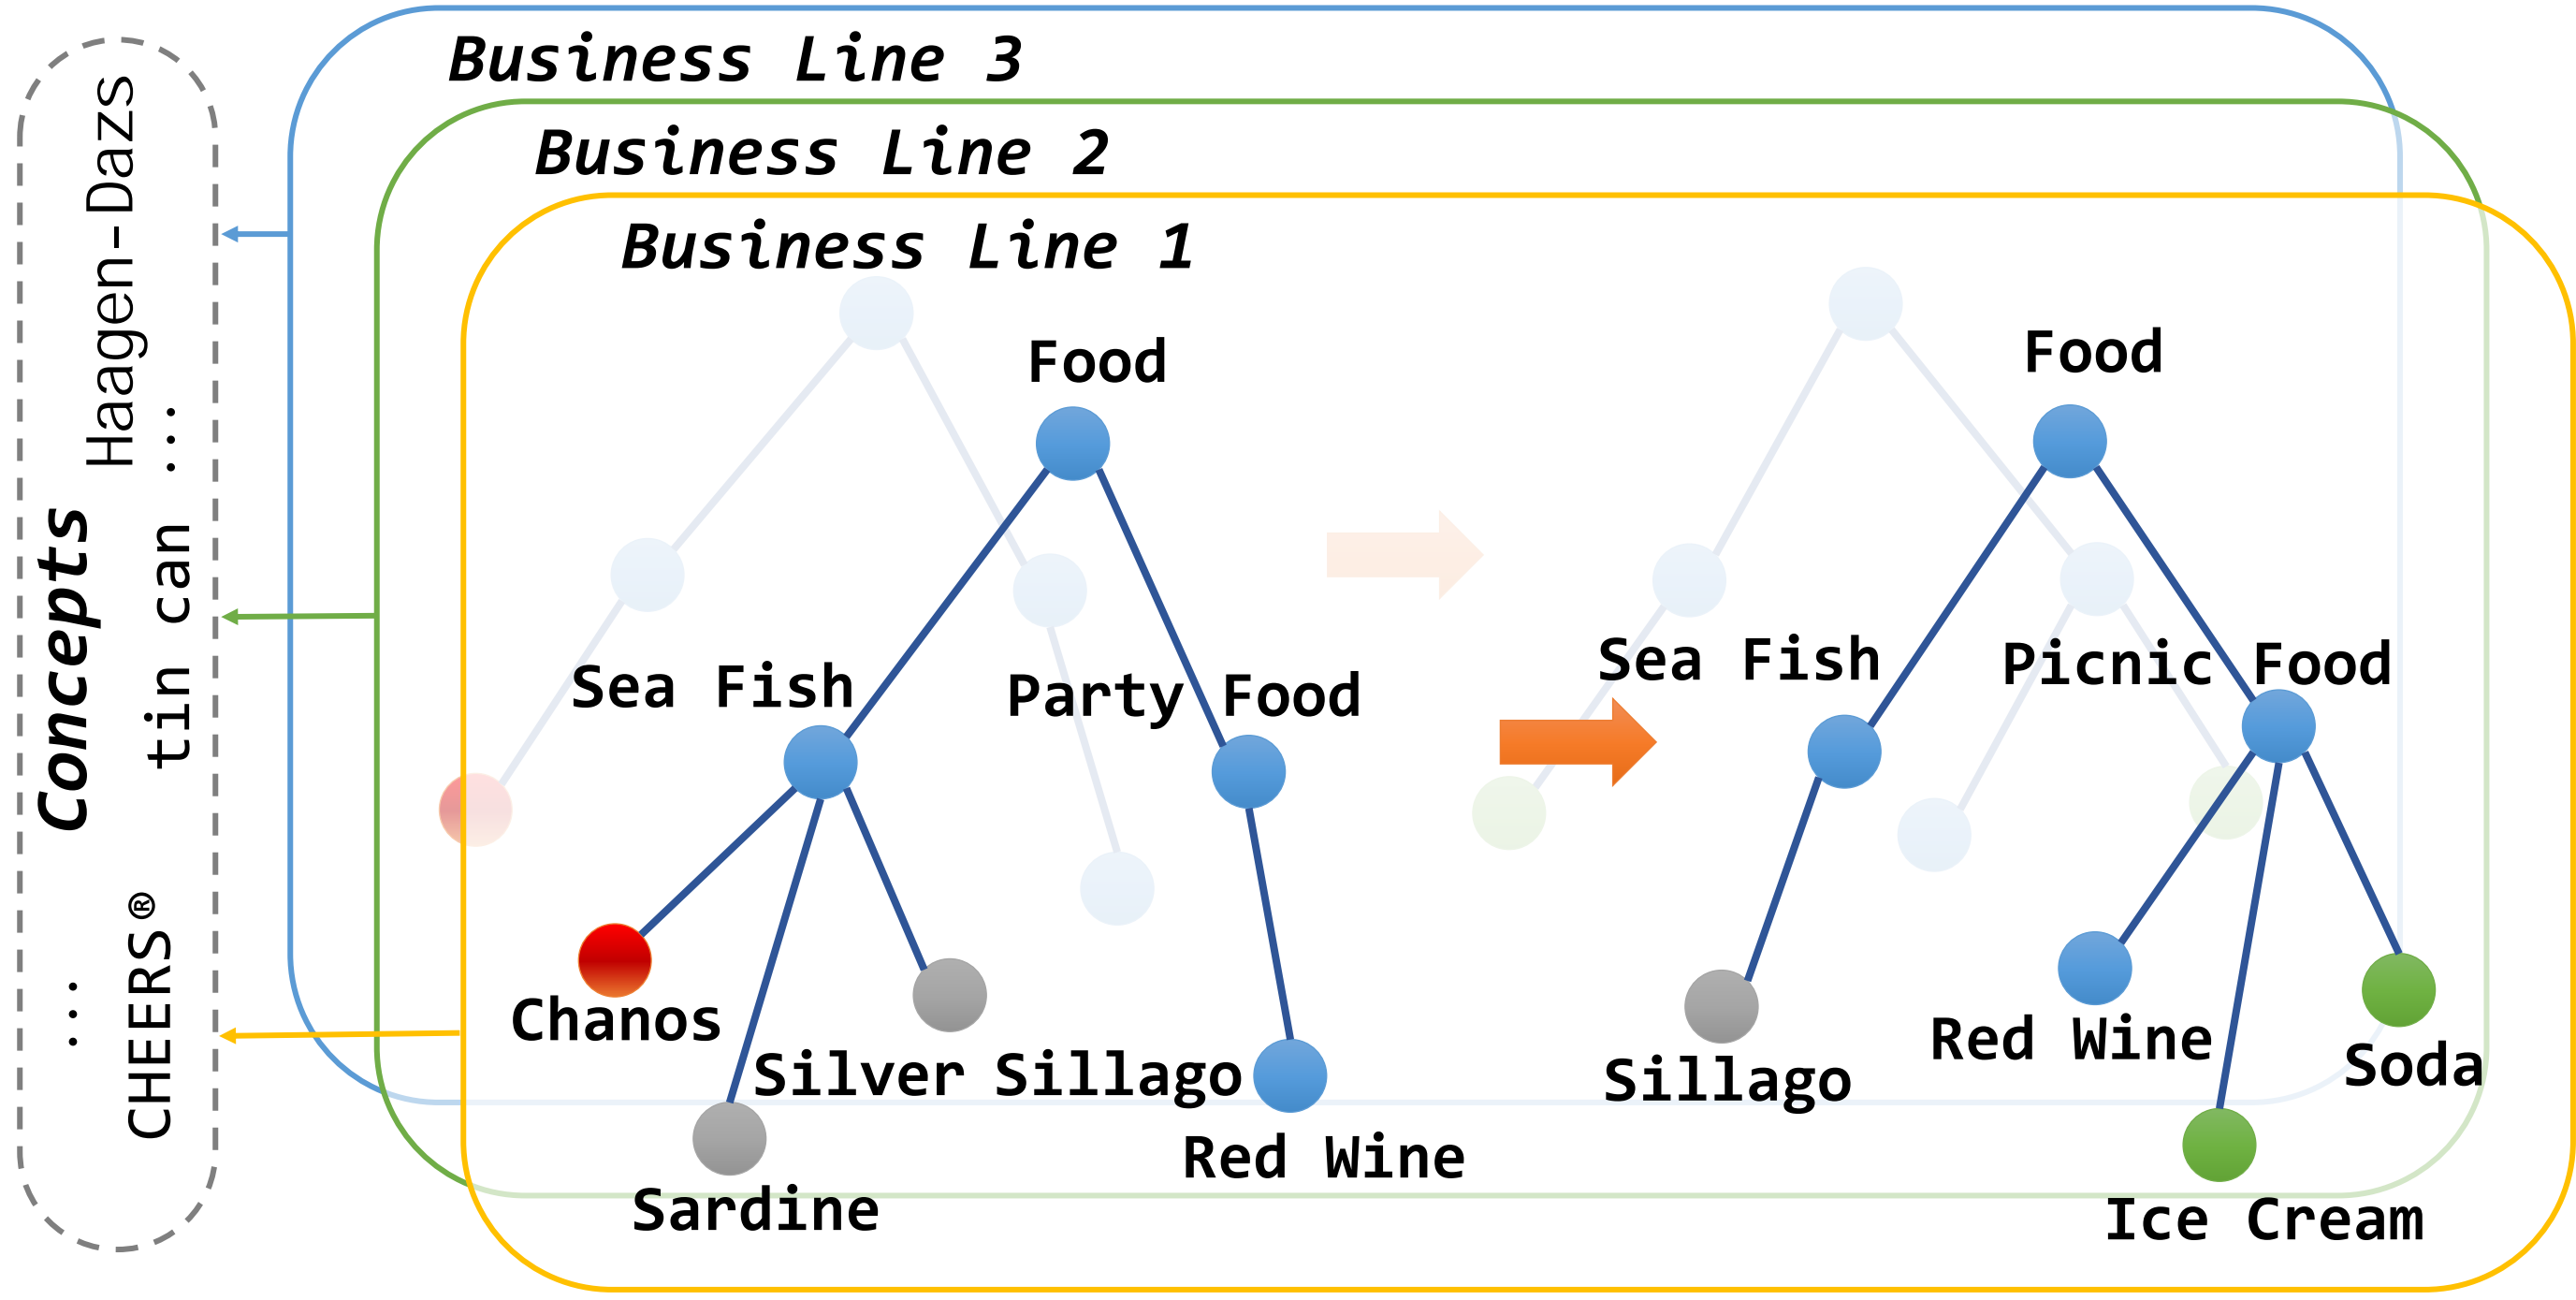 Business Line 3
Business Line 2
Business Line 1
Concepts
Haagen-Dazs
...
tin can
...
CHEERS®
Food
Sea Fish
Party Food
Chanos
Silver Sillago
Sardine
Red Wine
Food
Sea Fish
Picnic Food
Sillago
Red Wine
Soda
Ice Cream